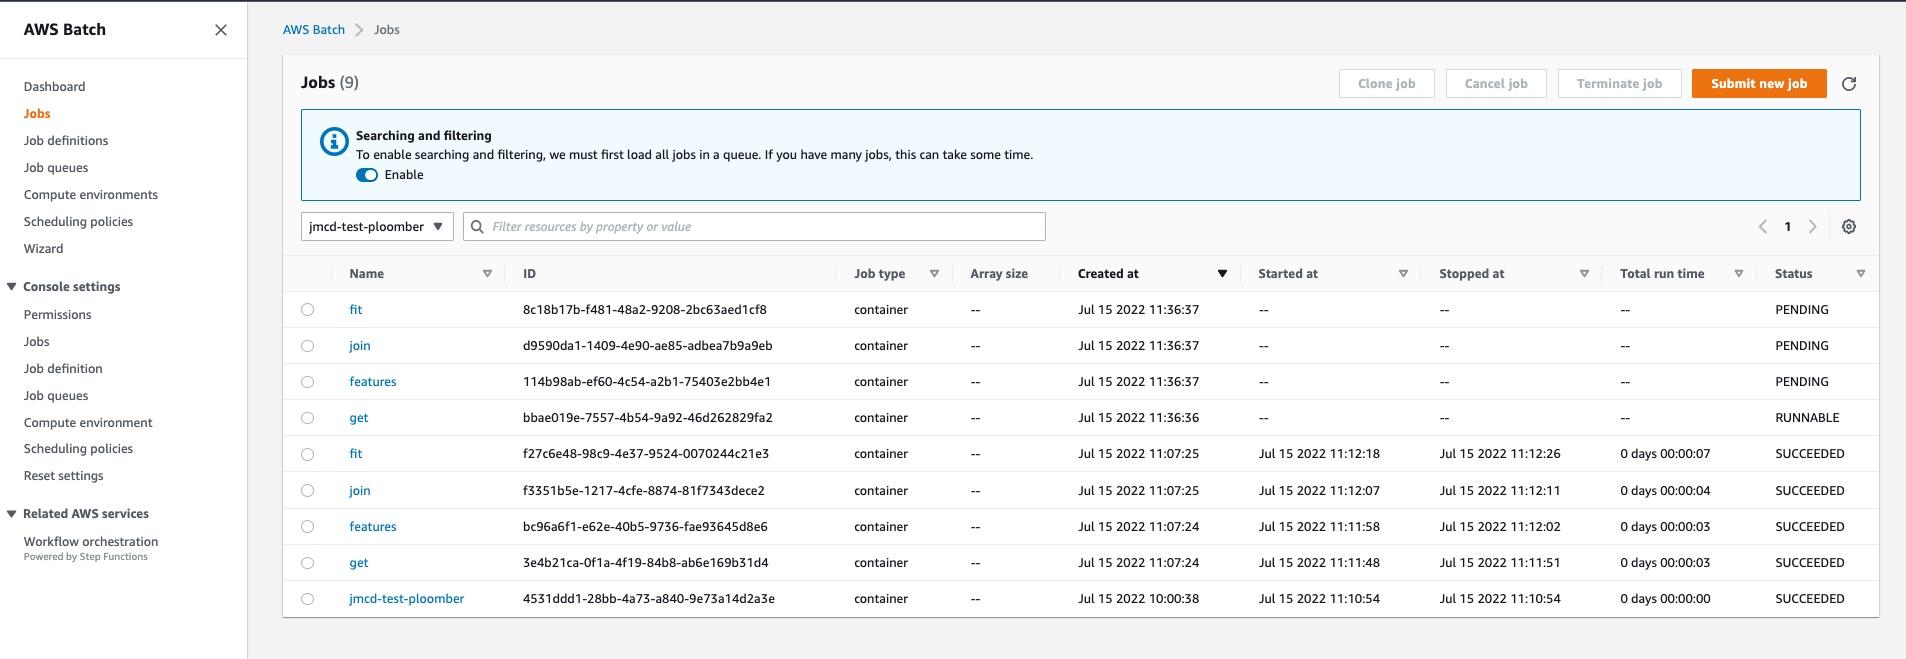 AWS Batch
Dashboard
Jobs
Job definitions
Job queues
Compute environments
Scheduling policies
Wizard
Console settings
Permissions
Jobs
Job definition
Job queues
Compute environment
Scheduling policies
Reset settings
Related AWS services
Workflow orchestration
Powered by Step Functions
AWS Batch Jobs
Jobs (9) Clone job Cancel job Terminate job Submit new job
Searching and filtering
To enable searching and filtering, we must first load all jobs in a queue. If you have many jobs, this can take some time.
Enable
jmcd-test-ploomber Filter resources by property or value 1
Name ID Job type Array size Created at Started at Stopped at Total run time Status
fit 8c18b17b-f481-48a2-9208-2bc63aed1cf8 container -- Jul 15 2022 11:36:37 -- -- -- PENDING
join d9590da1-1409-4e90-ae85-adbea7b9a9eb container -- Jul 15 2022 11:36:37 -- -- -- PENDING
features 114b98ab-ef60-4c54-a2b1-75403e2bb4e1 container -- Jul 15 2022 11:36:37 -- -- -- PENDING
get bbae019e-7557-4b54-9a92-46d262829fa2 container -- Jul 15 2022 11:36:36 -- -- -- RUNNABLE
fit f27c6e48-98c9-4e37-9524-0070244c21e3 container -- Jul 15 2022 11:07:25 Jul 15 2022 11:12:18 Jul 15 2022 11:12:26 0 days 00:00:07 SUCCEEDED
join f3351b5e-1217-4cfe-8874-81f7343dece2 container -- Jul 15 2022 11:07:25 Jul 15 2022 11:12:07 Jul 15 2022 11:12:11 0 days 00:00:04 SUCCEEDED
features bc96a6f1-e62e-40b5-9736-fae93645d8e6 container -- Jul 15 2022 11:07:24 Jul 15 2022 11:11:58 Jul 15 2022 11:12:02 0 days 00:00:03 SUCCEEDED
get 3e4b21ca-0f1a-4f19-84b8-ab6e169b31d4 container -- Jul 15 2022 11:07:24 Jul 15 2022 11:11:48 Jul 15 2022 11:11:51 0 days 00:00:03 SUCCEEDED
jmcd-test-ploomber 4531ddd1-28bb-4a73-a840-9e73a14d2a3e container -- Jul 15 2022 10:00:38 Jul 15 2022 11:10:54 Jul 15 2022 11:10:54 0 days 00:00:00 SUCCEEDED